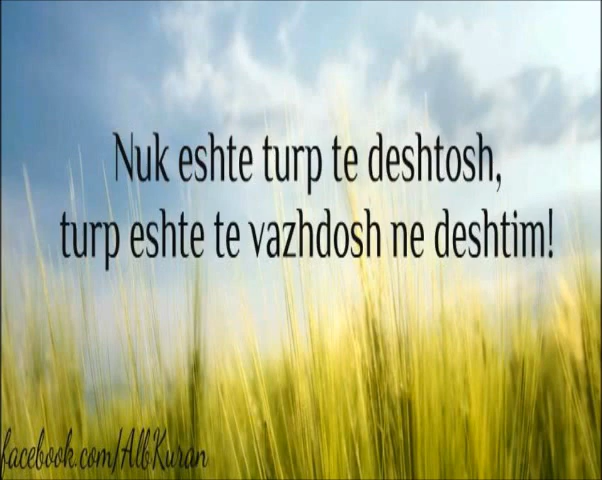 Nuk eshte turp te deshtosh,
turp eshte te vazhdosh ne deshtim!
facebook.com/AlbKuran